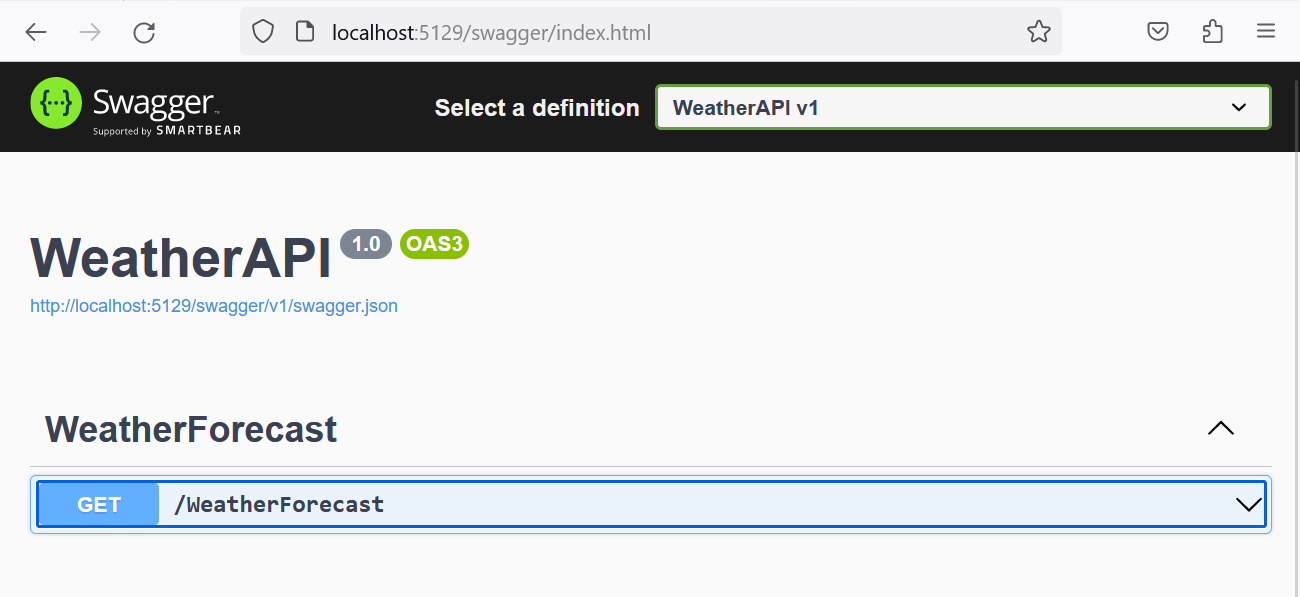 localhost:5129/swagger/index.html
{···} Swagger™
Supported by SMARTBEAR
Select a definition
WeatherAPI v1
WeatherAPI 1.0 OAS3
http://localhost:5129/swagger/v1/swagger.json
WeatherForecast
GET /WeatherForecast